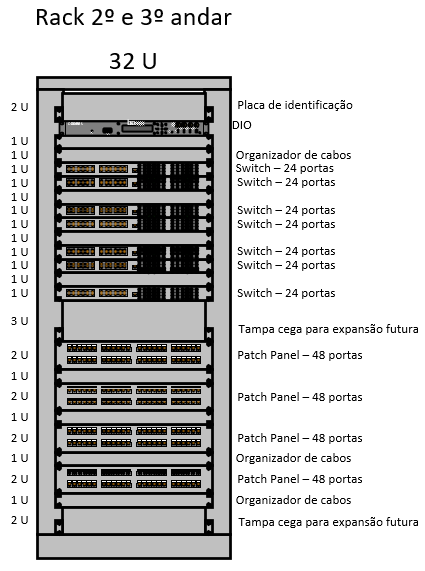 Rack 2º e 3º andar
32 U
2 U Placa de identificação
DIO
1 U
1 U Organizador de cabos
1 U Switch – 24 portas
1 U Switch – 24 portas
1 U
1 U Switch – 24 portas
1 U Switch – 24 portas
1 U
1 U Switch – 24 portas
1 U Switch – 24 portas
1 U
1 U Switch – 24 portas
3 U
Tampa cega para expansão futura
2 U Patch Panel – 48 portas
1 U
2 U Patch Panel – 48 portas
1 U
2 U Patch Panel – 48 portas
1 U Organizador de cabos
2 U Patch Panel – 48 portas
1 U Organizador de cabos
2 U Tampa cega para expansão futura